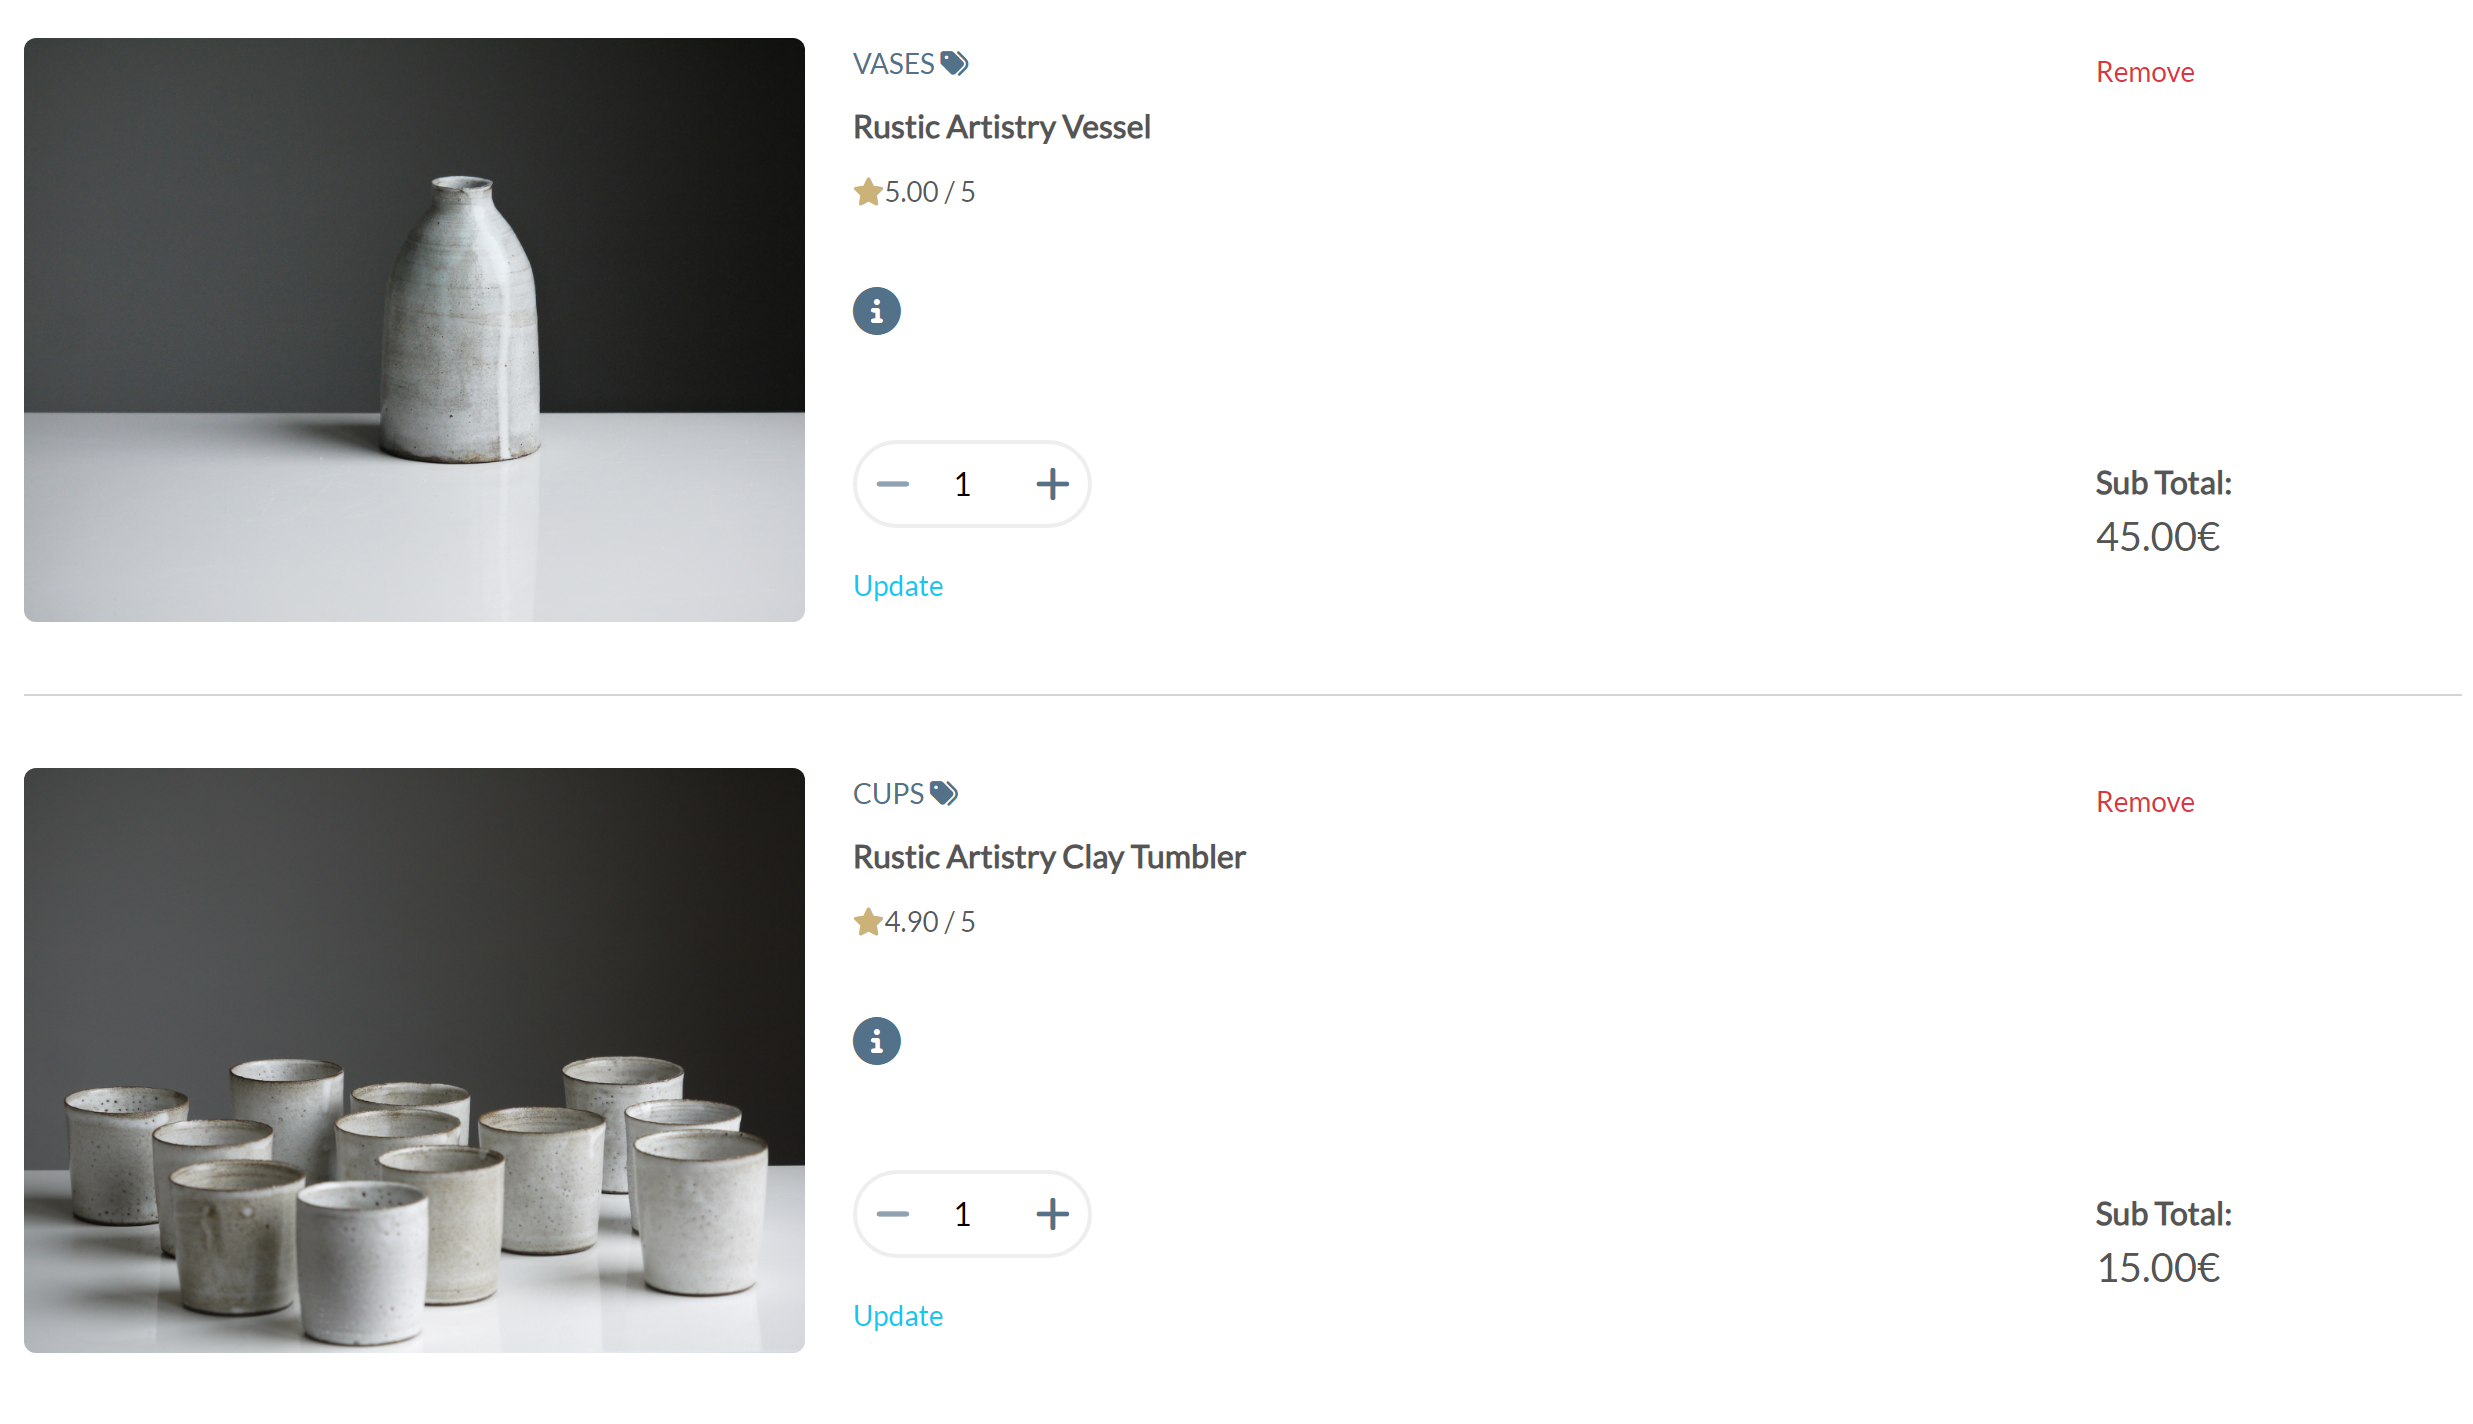 VASES
Remove
Rustic Artistry Vessel
5.00 / 5
1
Sub Total:
45.00€
Update
CUPS
Remove
Rustic Artistry Clay Tumbler
4.90 / 5
1
Sub Total:
15.00€
Update